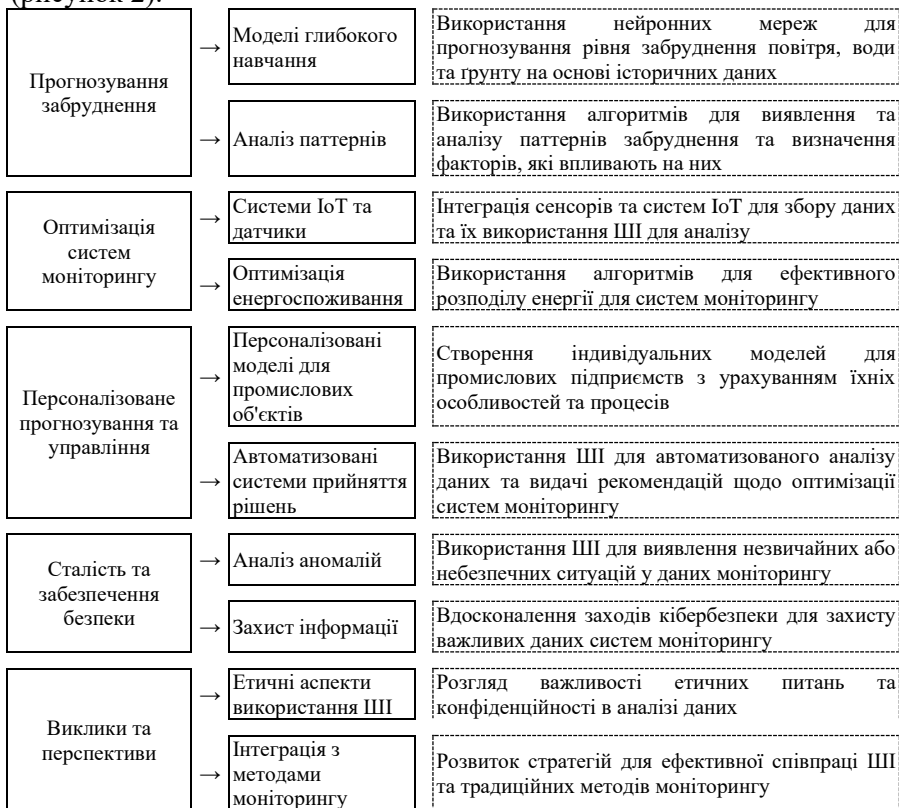 (рисунок 2).
Прогнозування
забруднення
→
Моделі глибокого
навчання
Використання нейронних мереж для
прогнозування рівня забруднення повітря, води
та ґрунту на основі історичних даних
→
Аналіз паттернів
Використання алгоритмів для виявлення та
аналізу паттернів забруднення та визначення
факторів, які впливають на них
Оптимізація
систем
моніторингу
→
Системи IoT та
датчики
Інтеграція сенсорів та систем IoT для збору даних
та їх використання ШІ для аналізу
→
Оптимізація
енергоспоживання
Використання алгоритмів для ефективного
розподілу енергії для систем моніторингу
Персоналізоване
прогнозування та
управління
→
Персоналізовані
моделі для
промислових
об'єктів
Створення індивідуальних моделей для
промислових підприємств з урахуванням їхніх
особливостей та процесів
→
Автоматизовані
системи прийняття
рішень
Використання ШІ для автоматизованого аналізу
даних та видачі рекомендацій щодо оптимізації
систем моніторингу
Сталість та
забезпечення
безпеки
→
Аналіз аномалій
Використання ШІ для виявлення незвичайних або
небезпечних ситуацій у даних моніторингу
→
Захист інформації
Вдосконалення заходів кібербезпеки для захисту
важливих даних систем моніторингу
Виклики та
перспективи
→
Етичні аспекти
використання ШІ
Розгляд важливості етичних питань та
конфіденційності в аналізі даних
→
Інтеграція з
методами
моніторингу
Розвиток стратегій для ефективної співпраці ШІ
та традиційних методів моніторингу